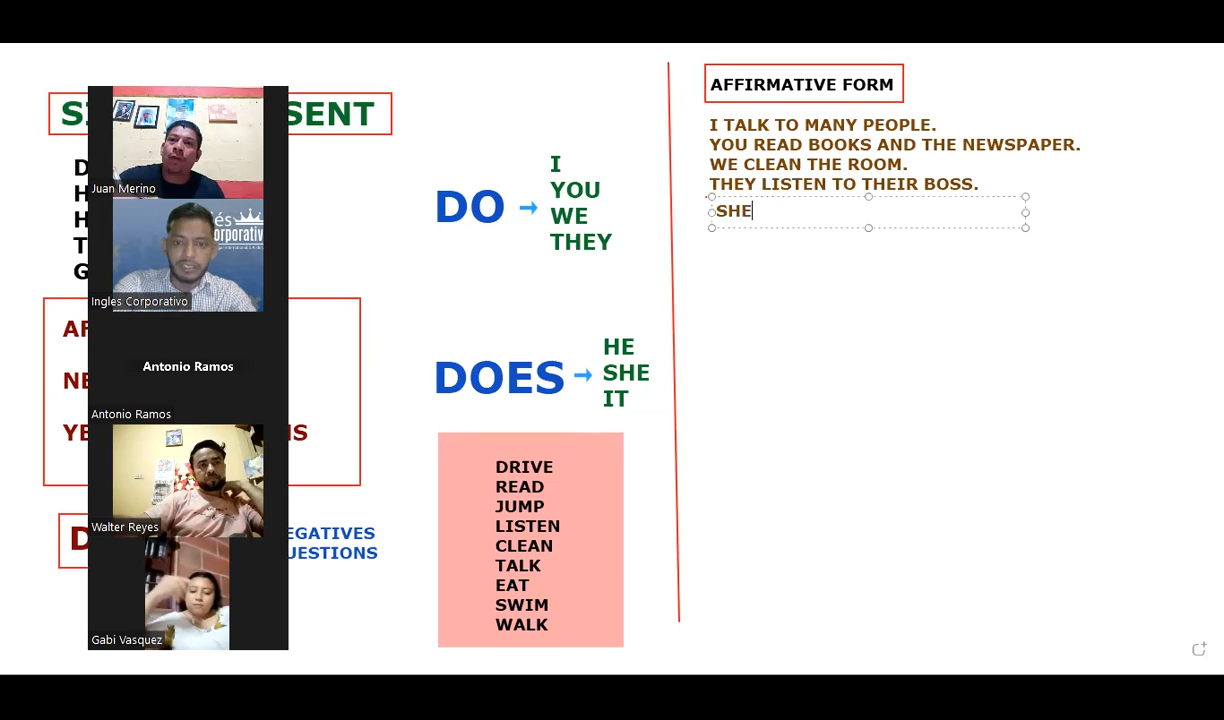 SENT
AFFIRMATIVE FORM
I TALK TO MANY PEOPLE.
YOU READ BOOKS AND THE NEWSPAPER.
WE CLEAN THE ROOM.
THEY LISTEN TO THEIR BOSS.
SHE
DO → I
YOU
WE
THEY
DOES → HE
SHE
IT
DRIVE
READ
JUMP
LISTEN
CLEAN
TALK
EAT
SWIM
WALK
Juan Merino
Ingles Corporativo
Antonio Ramos
Antonio Ramos
Walter Reyes
Gabi Vasquez
EGATIVES
UESTIONS